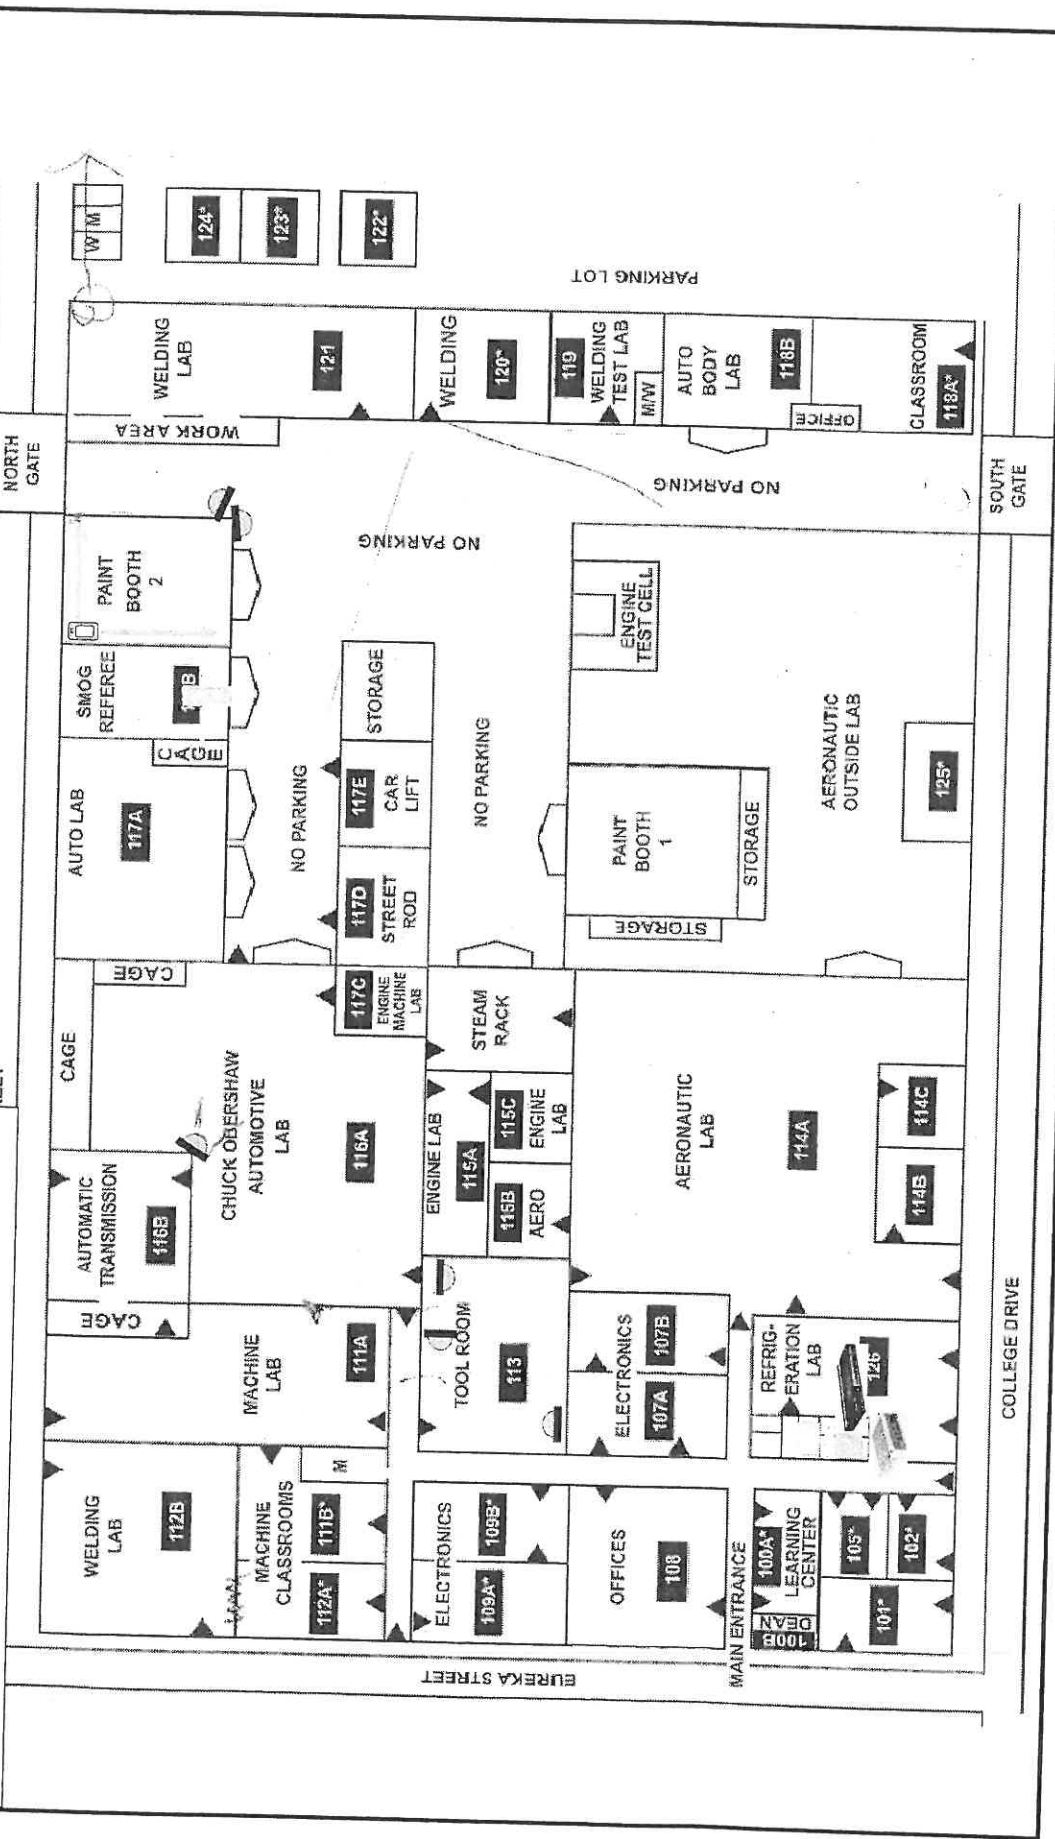 NORTH
GATE
W M
124*
123*
122*
PARKING LOT
WELDING
LAB
121
WELDING
120*
119
WELDING
TEST LAB
M/W
AUTO
BODY
LAB
118B
OFFICE
CLASSROOM
118A*
WORK AREA
NO PARKING
NO PARKING
SOUTH
GATE
PAINT
BOOTH
2
SMOG
REFEREE
CAGE
AUTO LAB
117A
NO PARKING
STORAGE
117E
CAR
LIFT
117D
STREET
ROD
NO PARKING
ENGINE
TEST CELL
PAINT
BOOTH
1
STORAGE
STORAGE
AERONAUTIC
OUTSIDE LAB
125*
CAGE
CAGE
117C
ENGINE
MACHINE
LAB
STEAM
RACK
CHUCK OBERSHAW
AUTOMOTIVE
LAB
116A
AUTOMATIC
TRANSMISSION
116B
CAGE
ENGINE LAB
115A
115C
ENGINE
LAB
115B
AERO
AERONAUTIC
LAB
114A
114C
114B
MACHINE
LAB
111A
TOOL ROOM
113
ELECTRONICS
107B
107A
REFRIG-
ERATION
LAB
WELDING
LAB
112B
MACHINE
CLASSROOMS
M
111B*
112A*
ELECTRONICS
109B*
109A*
OFFICES
108
MAIN ENTRANCE
100A*
LEARNING
CENTER
DEAN
100B
105*
102*
101*
EUREKA STREET
COLLEGE DRIVE